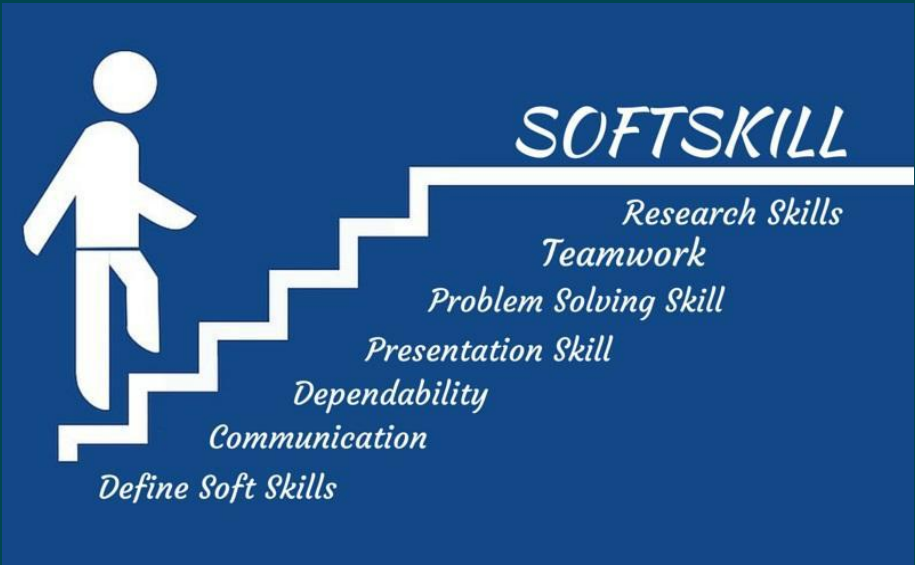 SOFTSKILL
Research Skills
Teamwork
Problem Solving Skill
Presentation Skill
Dependability
Communication
Define Soft Skills